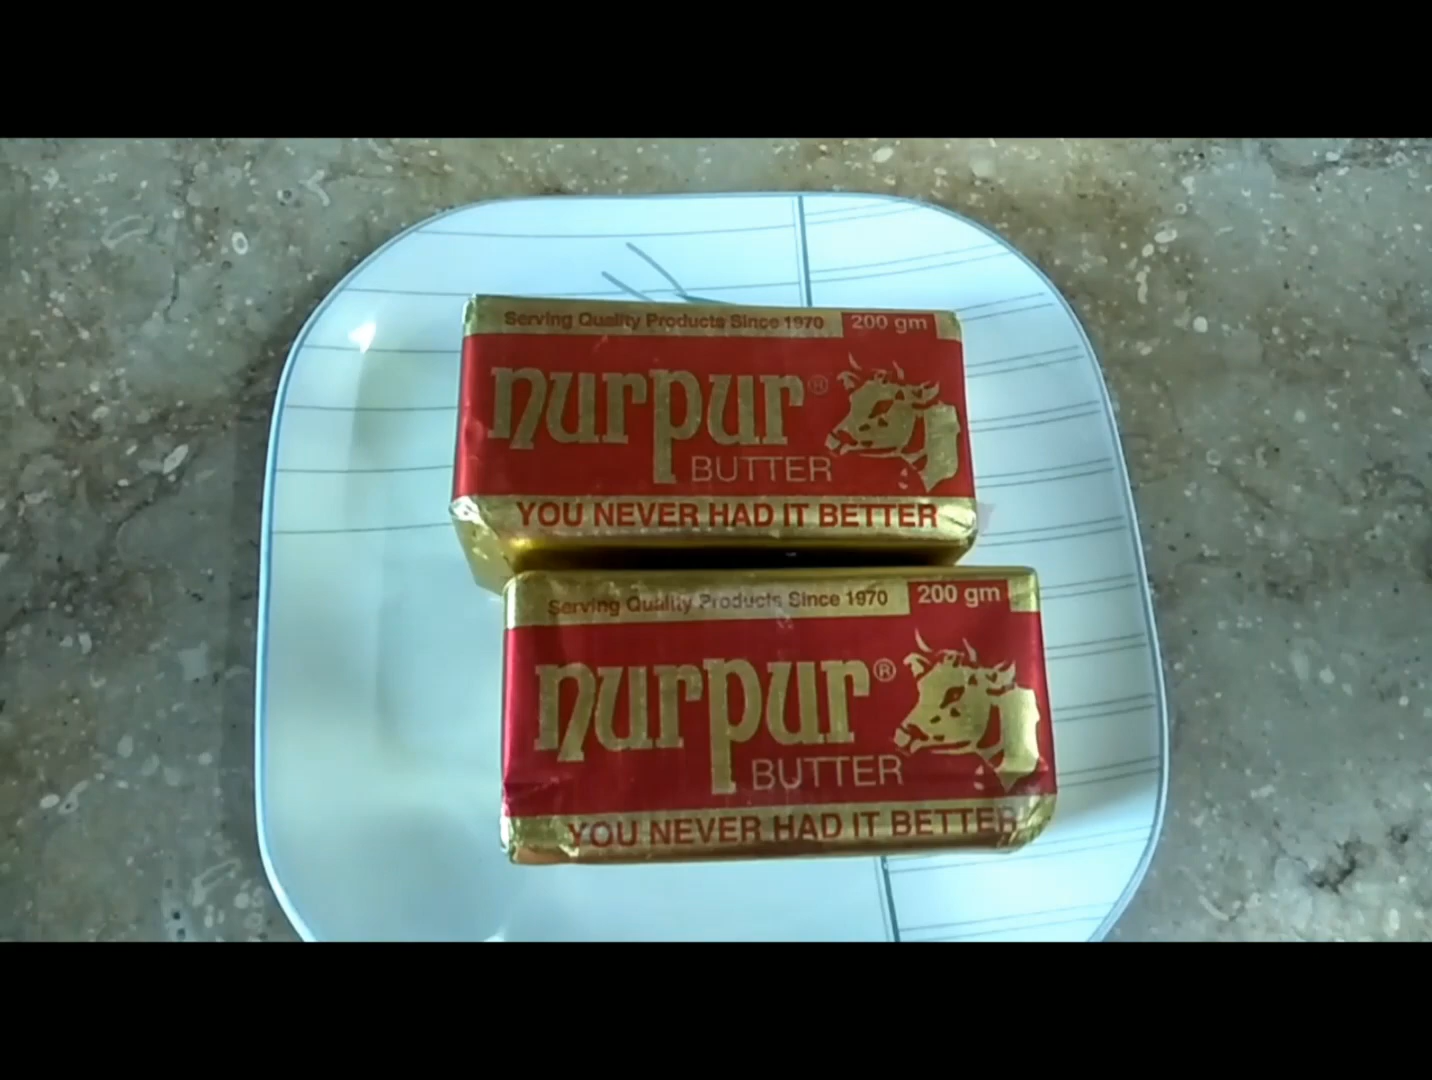 Serving Quality Products Since 1970 200 gm
nurpur®
BUTTER
YOU NEVER HAD IT BETTER
Serving Quality Products Since 1970 200 gm
nurpur®
BUTTER
YOU NEVER HAD IT BETTER